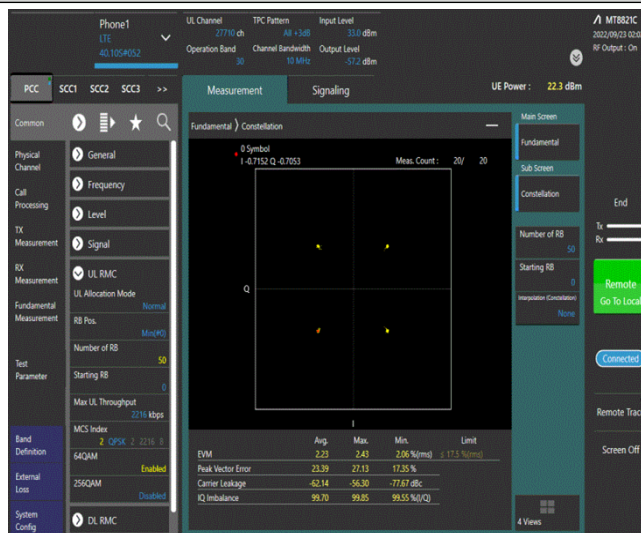 Phone1
LTE
40.10S#052
UL Channel
27710 ch
TPC Pattern
All +3dB
Input Level
33.0 dBm
Operation Band
30
Channel Bandwidth
10 MHz
Output Level
-57.2 dBm
MT8821C
2022/09/23 02:0
RF Output : On
PCC
SCC1
SCC2
SCC3
>>
Measurement
Signaling
UE Power : 22.3 dBm
Common
Physical
Channel
Call
Processing
TX
Measurement
RX
Measurement
Fundamental
Measurement
Test
Parameter
Band
Definition
External
Loss
System
Config
General
Frequency
Level
Signal
UL RMC
UL Allocation Mode
Normal
RB Pos.
Min(#0)
Number of RB
50
Starting RB
0
Max UL Throughput
2216 kbps
MCS Index
2 QPSK 2 2216 8
64QAM
Enabled
256QAM
Disabled
DL RMC
Fundamental 〉 Constellation
0 Symbol
I -0.7152 Q -0.7053
Meas. Count : 20/ 20
Q
I
Avg. Max. Min. Limit
EVM 2.23 2.43 2.06 %(rms) ≤ 17.5 %(rms)
Peak Vector Error 23.39 27.13 17.35 %
Carrier Leakage -62.14 -56.30 -77.67 dBc
IQ Imbalance 99.70 99.85 99.55 %(I/Q)
Main Screen
Fundamental
Sub Screen
Constellation
Number of RB
50
Starting RB
0
Interpolation (Constellation)
None
4 Views
End
Tx
Rx
Remote
Go To Local
Connected
Remote Trac
Screen Off